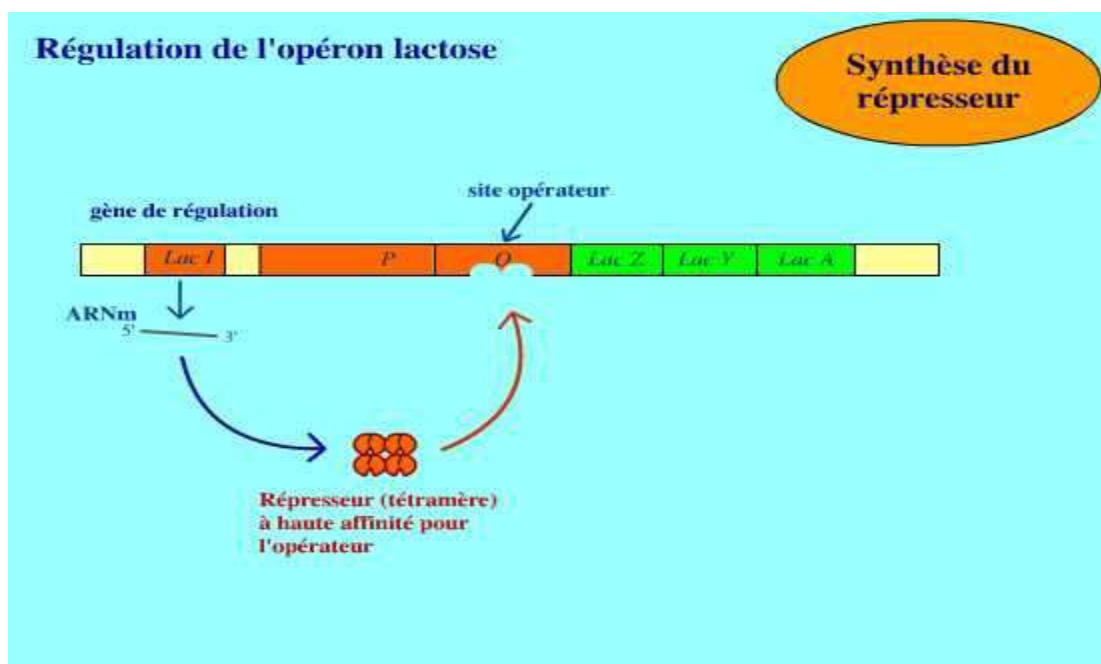 Régulation de l'opéron lactose
Synthèse du
répresseur
site opérateur
gène de régulation
Lac I
P
O
Lac Z
Lac Y
Lac A
ARNm
5'
3'
Répresseur (tétramère)
à haute affinité pour
l'opérateur